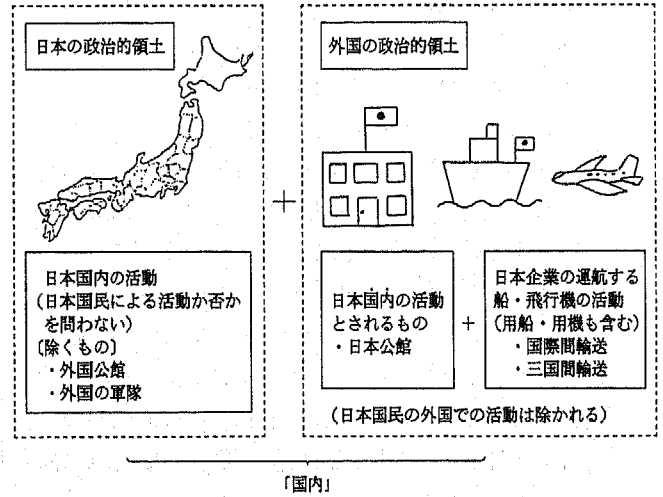 日本の政治的領土
外国の政治的領土
+
日本国内の活動
(日本国民による活動か否か
を問わない)
〔除くもの〕
・外国公館
・外国の軍隊
日本国内の活動
とされるもの
・日本公館
+
日本企業の運航する
船・飛行機の活動
(用船・用機も含む)
・国際間輸送
・三国間輸送
(日本国民の外国での活動は除かれる)
「国内」